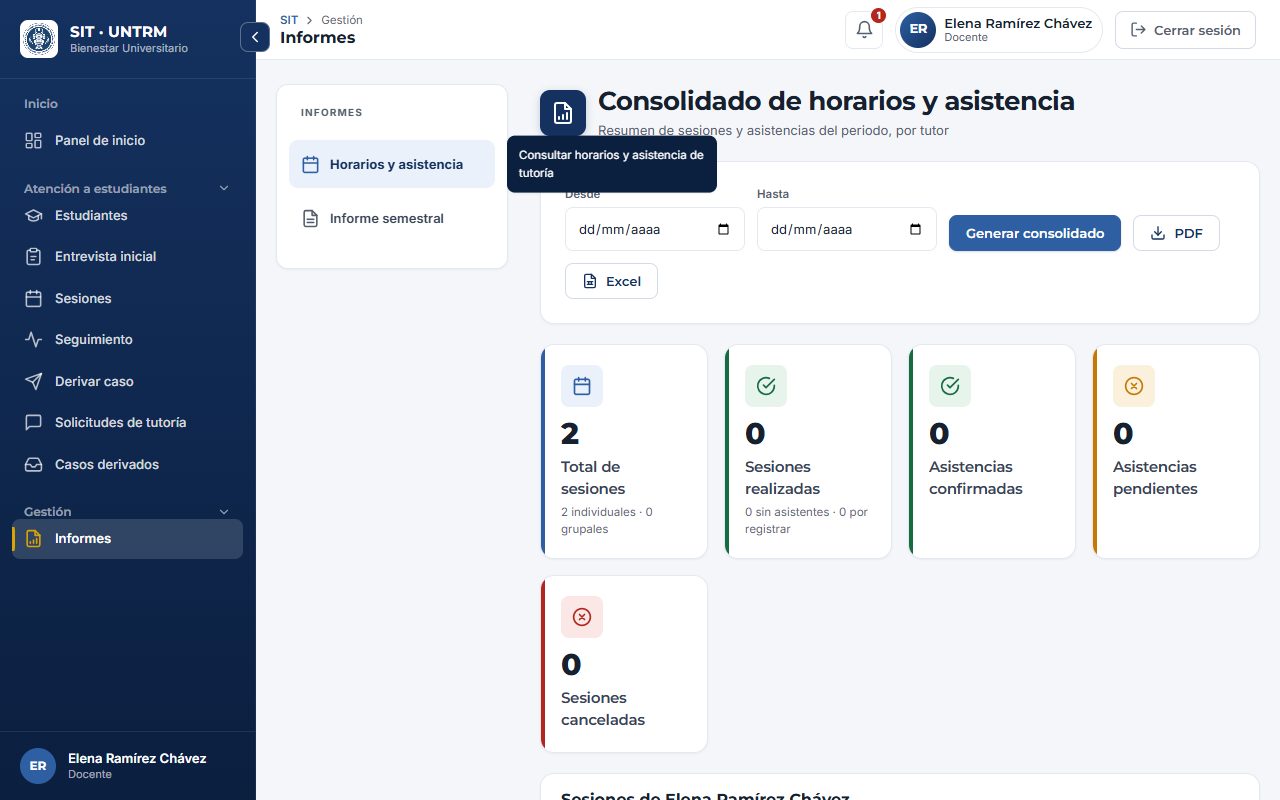 SIT · UNTRM
Bienestar Universitario
Inicio
Panel de inicio
Atención a estudiantes
Estudiantes
Entrevista inicial
Sesiones
Seguimiento
Derivar caso
Solicitudes de tutoría
Casos derivados
Gestión
Informes
ER
Elena Ramírez Chávez
Docente
SIT > Gestión
Informes
1
ER
Elena Ramírez Chávez
Docente
Cerrar sesión
INFORMES
Horarios y asistencia
Informe semestral
Consolidado de horarios y asistencia
Resumen de sesiones y asistencias del periodo, por tutor
Consultar horarios y asistencia de
tutoría
Desde
Hasta
dd/mm/aaaa
dd/mm/aaaa
Generar consolidado
PDF
Excel
2
Total de
sesiones
2 individuales · 0
grupales
0
Sesiones
realizadas
0 sin asistentes · 0 por
registrar
0
Asistencias
confirmadas
0
Asistencias
pendientes
0
Sesiones
canceladas
Sesiones de Elena Ramírez Chávez